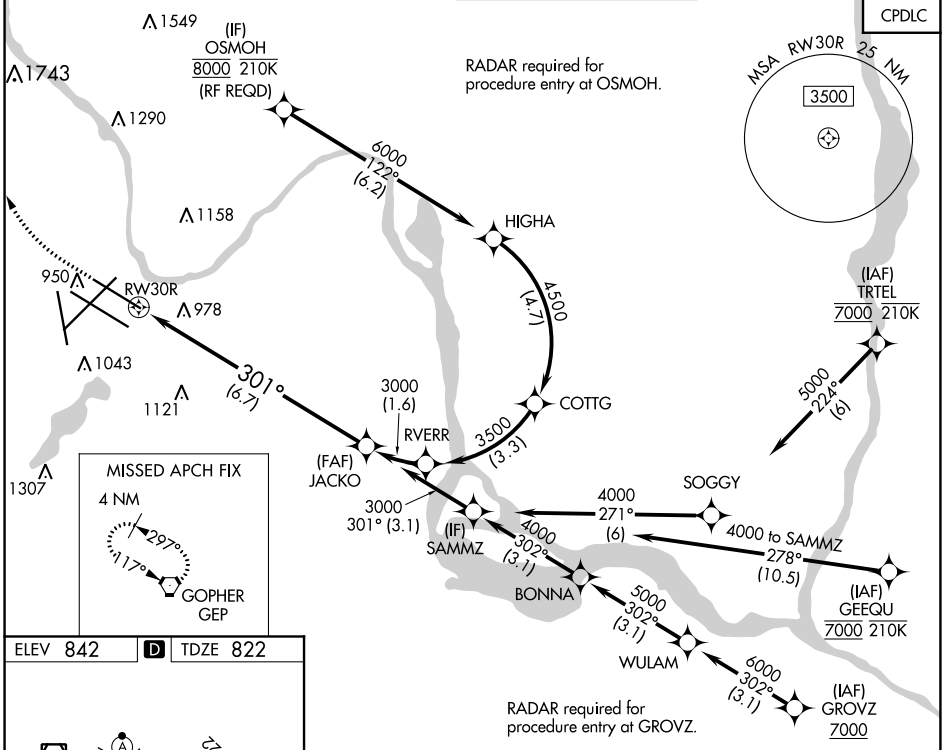 CPDLC
1549
(IF)
OSMOH
8000 210K
(RF REQD)
1743
1290
RADAR required for
procedure entry at OSMOH.
MSA RW30R 25 NM
3500
6000
122°
(6.2)
1158
HIGHA
4500
(4.7)
950
RW30R
978
(IAF)
TRTEL
7000 210K
1043
301°
(6.7)
1121
3000
(1.6)
COTTG
5000
224°
(6)
RVERR
3500
(3.3)
(FAF)
JACKO
1307
MISSED APCH FIX
4 NM
297°
117°
GOPHER
GEP
3000
301° (3.1)
(IF)
SAMMZ
SOGGY
4000
271°
(6)
4000 to SAMMZ
278°
(10.5)
4000
302°
(3.1)
BONNA
(IAF)
GEEQU
7000 210K
5000
302°
(3.1)
WULAM
6000
302°
(3.1)
(IAF)
GROVZ
7000
RADAR required for
procedure entry at GROVZ.
ELEV 842 D TDZE 822
A
22